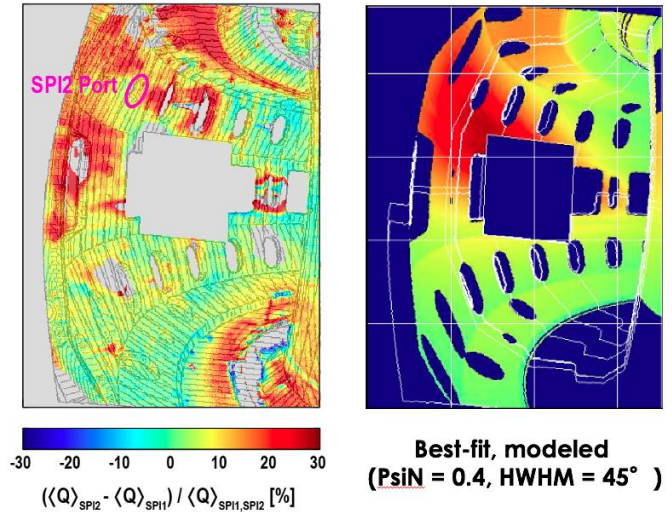 SPI2 Port
-30 -20 -10 0 10 20 30
(⟨Q⟩SPI2 - ⟨Q⟩SPI1) / ⟨Q⟩SPI1,SPI2 [%]
Best-fit, modeled
(PsiN = 0.4, HWHM = 45° )